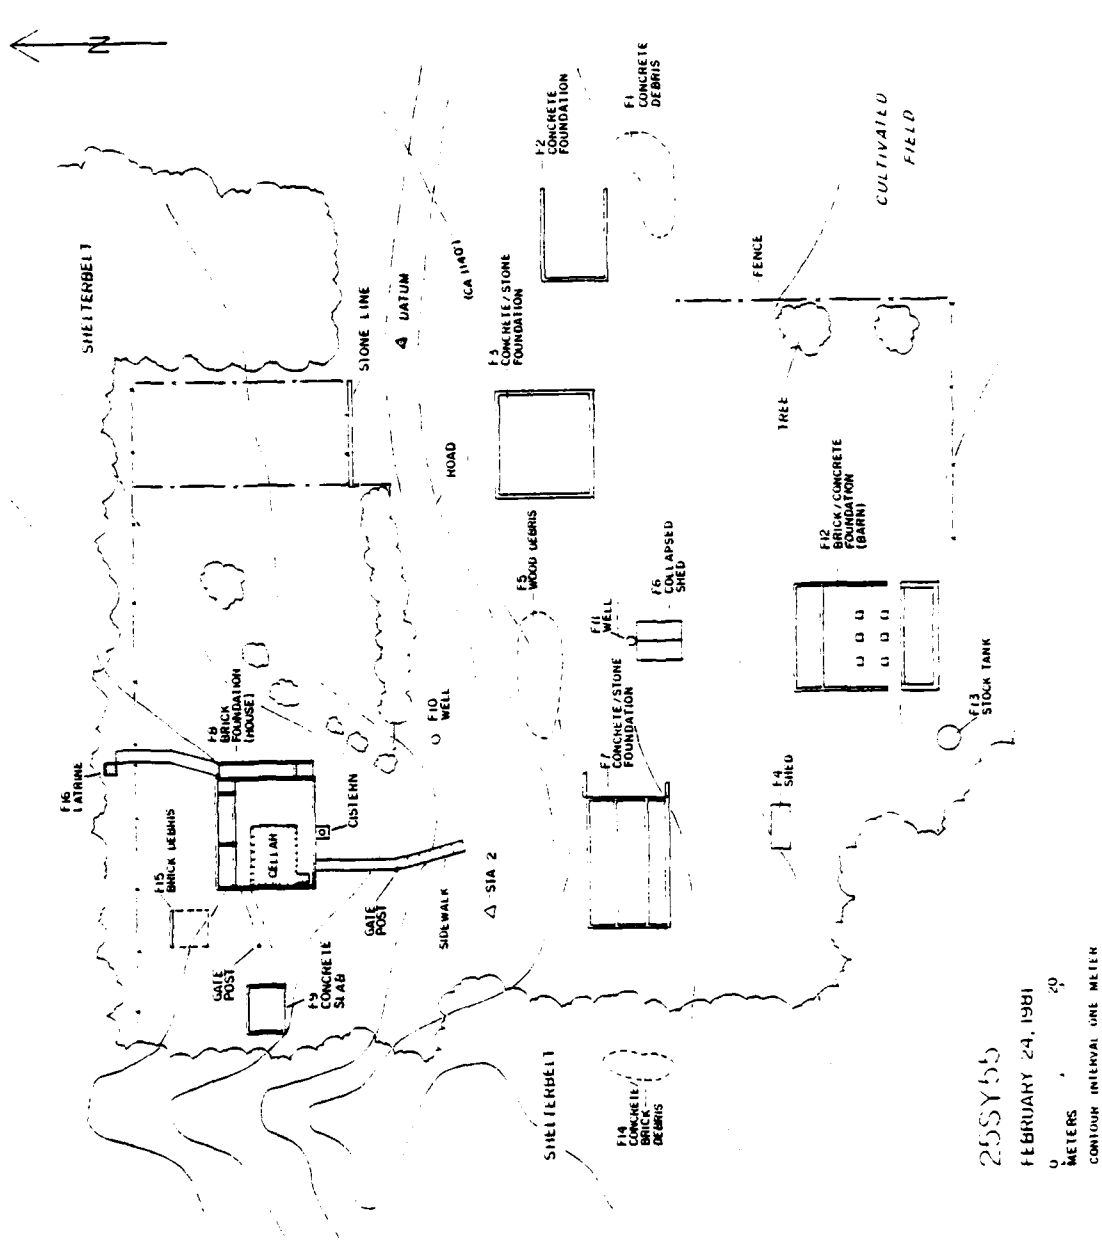 N
SHELTERBELT
F16
LATRINE
F15
BRICK DEBRIS
F8
BRICK
FOUNDATION
(HOUSE)
GATE
POST
CELLAR
F9
CONCRETE
SLAB
CISTERN
STONE LINE
GATE
POST
DATUM
SIDEWALK
F10
WELL
ROAD
(CA 1140')
STA 2
F3
CONCRETE/STONE
FOUNDATION
F5
WOOD DEBRIS
F2
CONCRETE
FOUNDATION
SHELTERBELT
F11
WELL
F7
CONCRETE/STONE
FOUNDATION
F14
CONCRETE/
BRICK
DEBRIS
F1
CONCRETE
DEBRIS
F6
COLLAPSED
SHED
FENCE
F4
SHED
TREE
F12
BRICK/CONCRETE
FOUNDATION
(BARN)
CULTIVATED
FIELD
F13
STOCK TANK
25SY55
FEBRUARY 24, 1981
0 20
METERS
CONTOUR INTERVAL ONE METER